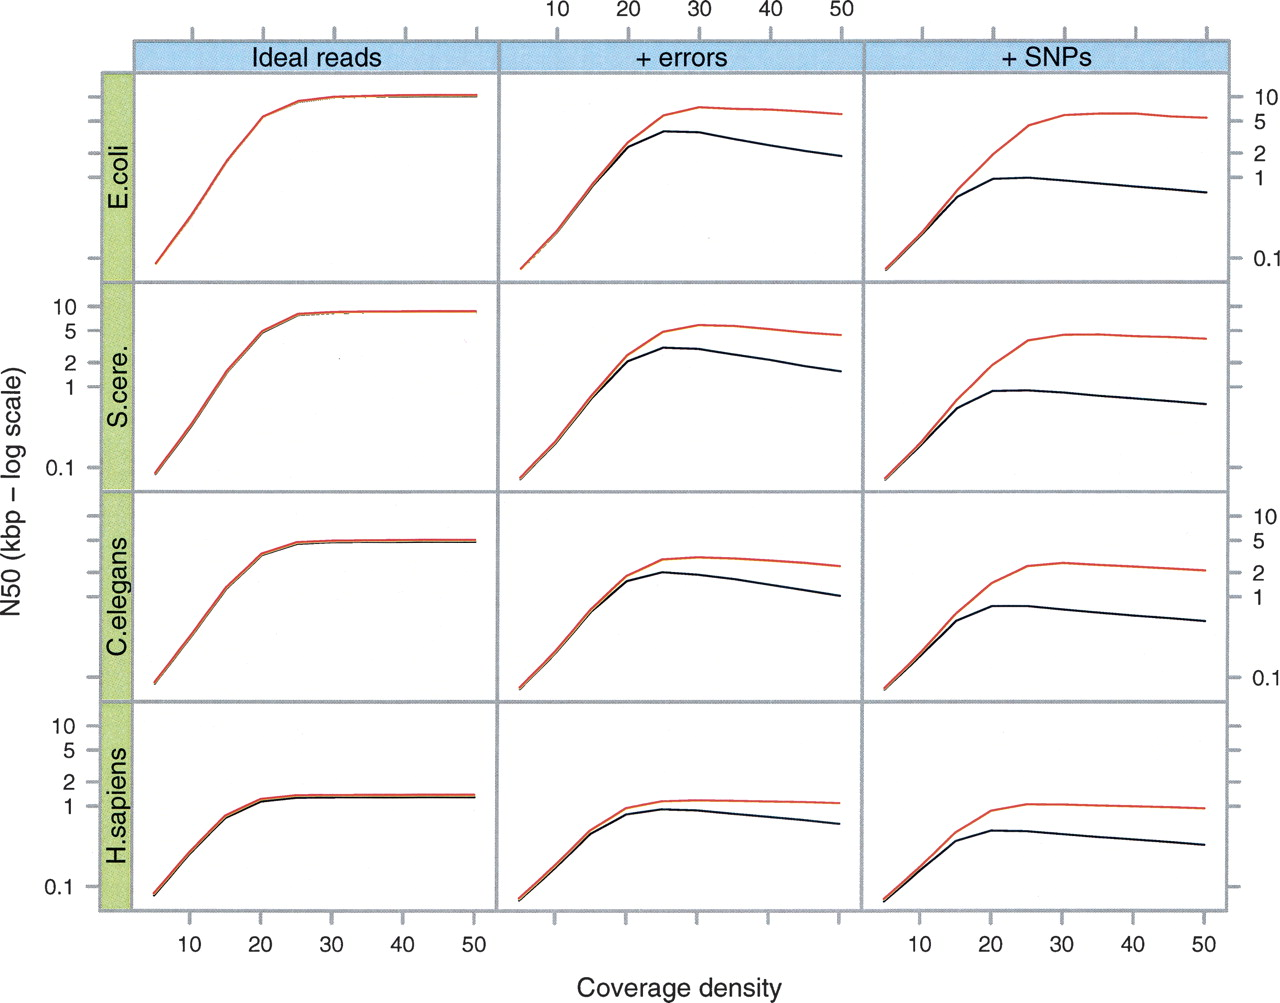 10 20 30 40 50
Ideal reads + errors + SNPs
E.coli
10
5
2
1
0.1
S.cere.
10
5
2
1
0.1
C.elegans
10
5
2
1
0.1
H.sapiens
10
5
2
1
0.1
N50 (kbp – log scale)
10 20 30 40 50 10 20 30 40 50
Coverage density